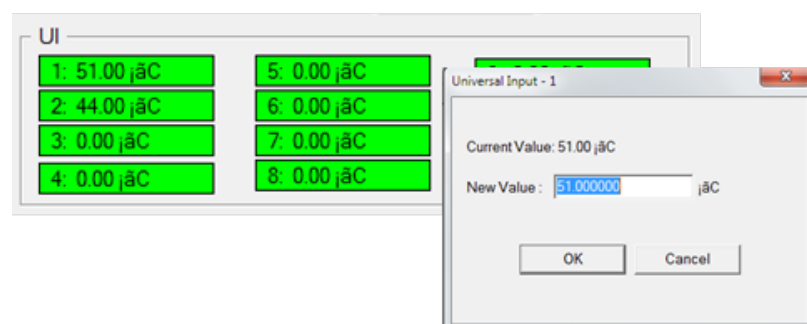 UI
1: 51.00 ¡ãC
5: 0.00 ¡ãC
2: 44.00 ¡ãC
6: 0.00 ¡ãC
3: 0.00 ¡ãC
7: 0.00 ¡ãC
4: 0.00 ¡ãC
8: 0.00 ¡ãC
Universal Input - 1
Current Value: 51.00 ¡ãC
New Value : 51.000000 ¡ãC
OK Cancel